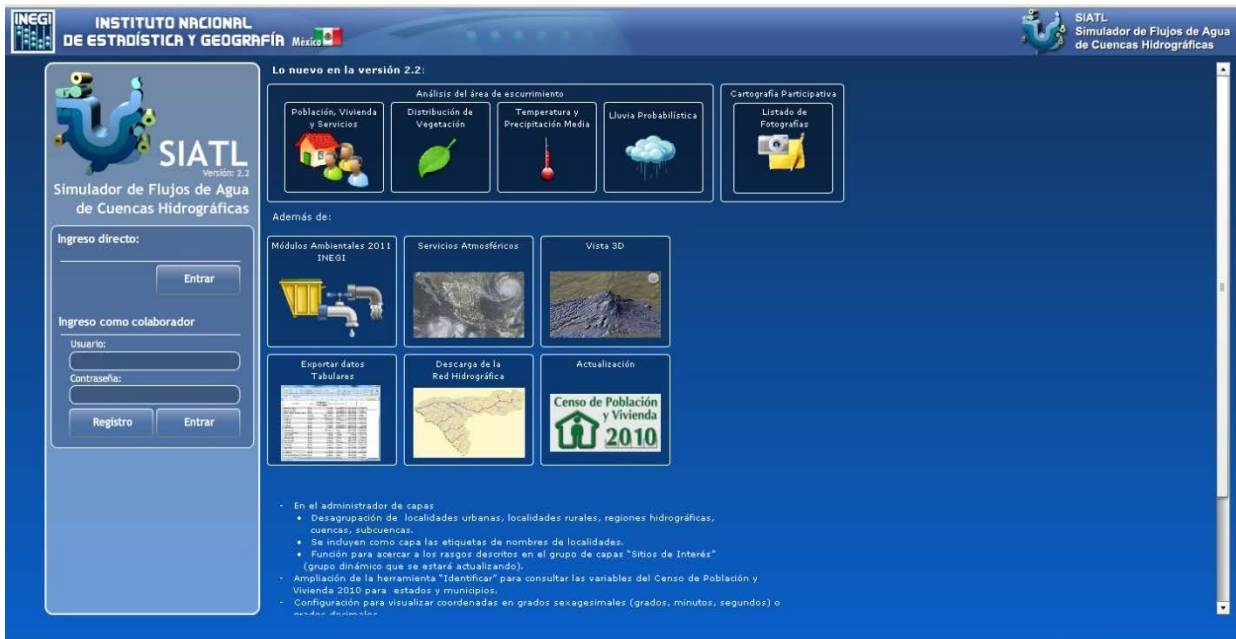 INEGI
INSTITUTO NACIONAL
DE ESTADÍSTICA Y GEOGRAFÍA México
SIATL
Simulador de Flujos de Agua
de Cuencas Hidrográficas
SIATL
Versión: 2.2
Simulador de Flujos de Agua
de Cuencas Hidrográficas
Ingreso directo:
Entrar
Ingreso como colaborador
Usuario:
Contraseña:
Registro
Entrar
Lo nuevo en la versión 2.2:
Análisis del área de escurrimiento
Población, Vivienda
y Servicios
Distribución de
Vegetación
Temperatura y
Precipitación Media
Lluvia Probabilística
Cartografía Participativa
Listado de
Fotografías
Además de:
Módulos Ambientales 2011
INEGI
Servicios Atmosféricos
Vista 3D
Exportar datos
Tabulares
Descarga de la
Red Hidrográfica
Actualización
Censo de Población
y Vivienda
2010
- En el administrador de capas
• Desagrupación de localidades urbanas, localidades rurales, regiones hidrográficas,
cuencas, subcuencas.
• Se incluyen como capa las etiquetas de nombres de localidades.
• Función para acercar a los rasgos descritos en el grupo de capas "Sitios de Interés"
(grupo dinámico que se estará actualizando).
- Ampliación de la herramienta "Identificar" para consultar las variables del Censo de Población y
Vivienda 2010 para estados y municipios.
- Configuración para visualizar coordenadas en grados sexagesimales (grados, minutos, segundos) o
grados decimales